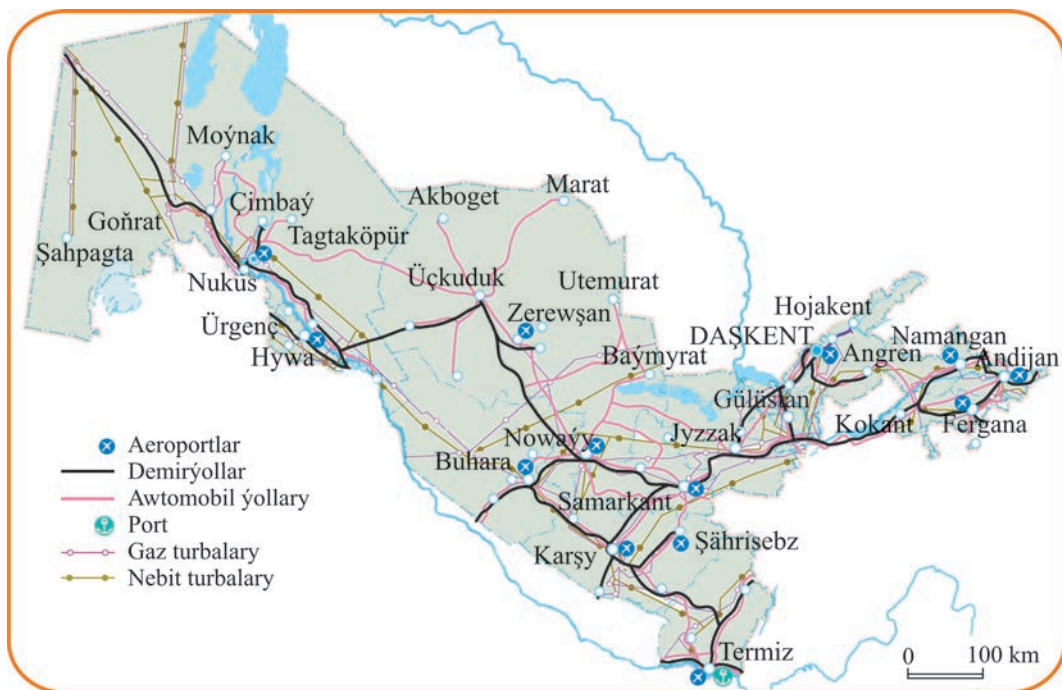 Moýnak
Akboget
Marat
Çimbaý
Goňrat
Tagtaköpür
Şahpagta
Üçkuduk
Nukus
Utemurat
Hojakent
Zerewşan
Ürgenç
DAŞKENT
Namangan
Hywa
Baýmyrat
Angren
Andijan
Gülüstan
Kokant
Fergana
Nowaýy
Jyzzak
Buhara
Samarkant
Karşy
Şährisebz
Termiz
Aeroportlar
Demirýollar
Awtomobil ýollary
Port
Gaz turbalary
Nebit turbalary
0 100 km